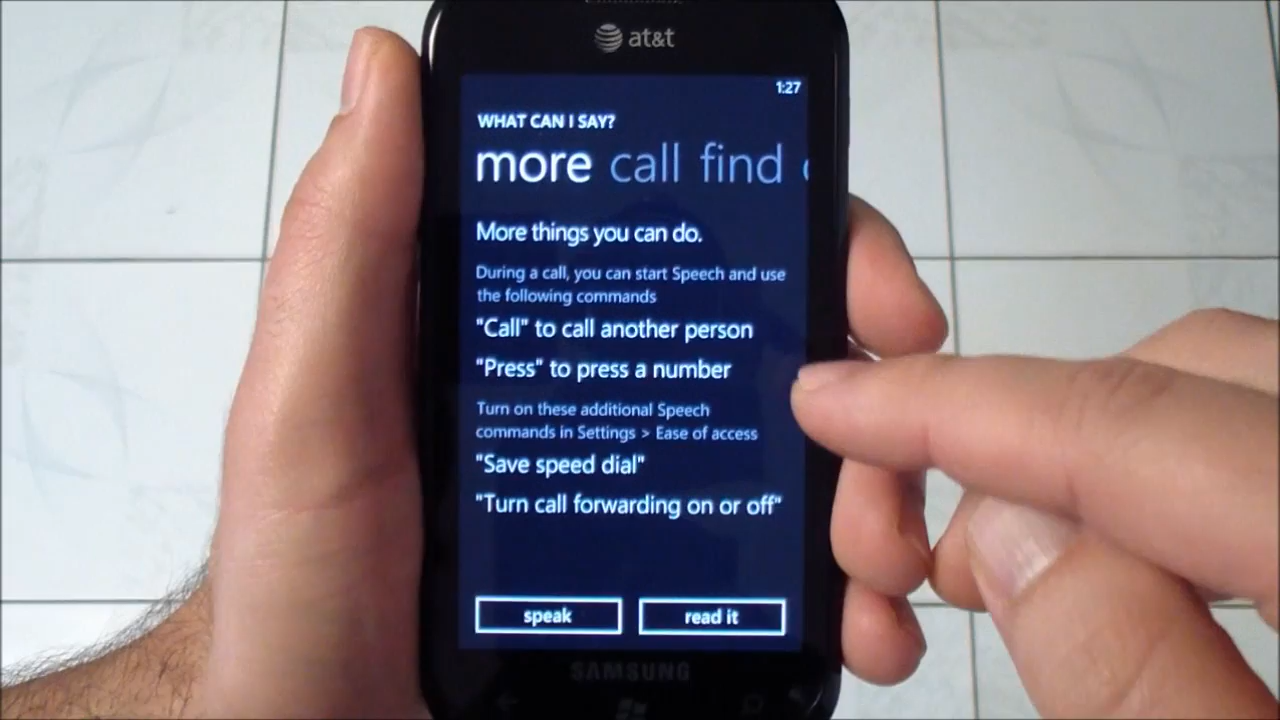 at&t
1:27
WHAT CAN I SAY?
more call find
More things you can do.
During a call, you can start Speech and use
the following commands
"Call" to call another person
"Press" to press a number
Turn on these additional Speech
commands in Settings > Ease of access
"Save speed dial"
"Turn call forwarding on or off"
speak read it
SAMSUNG